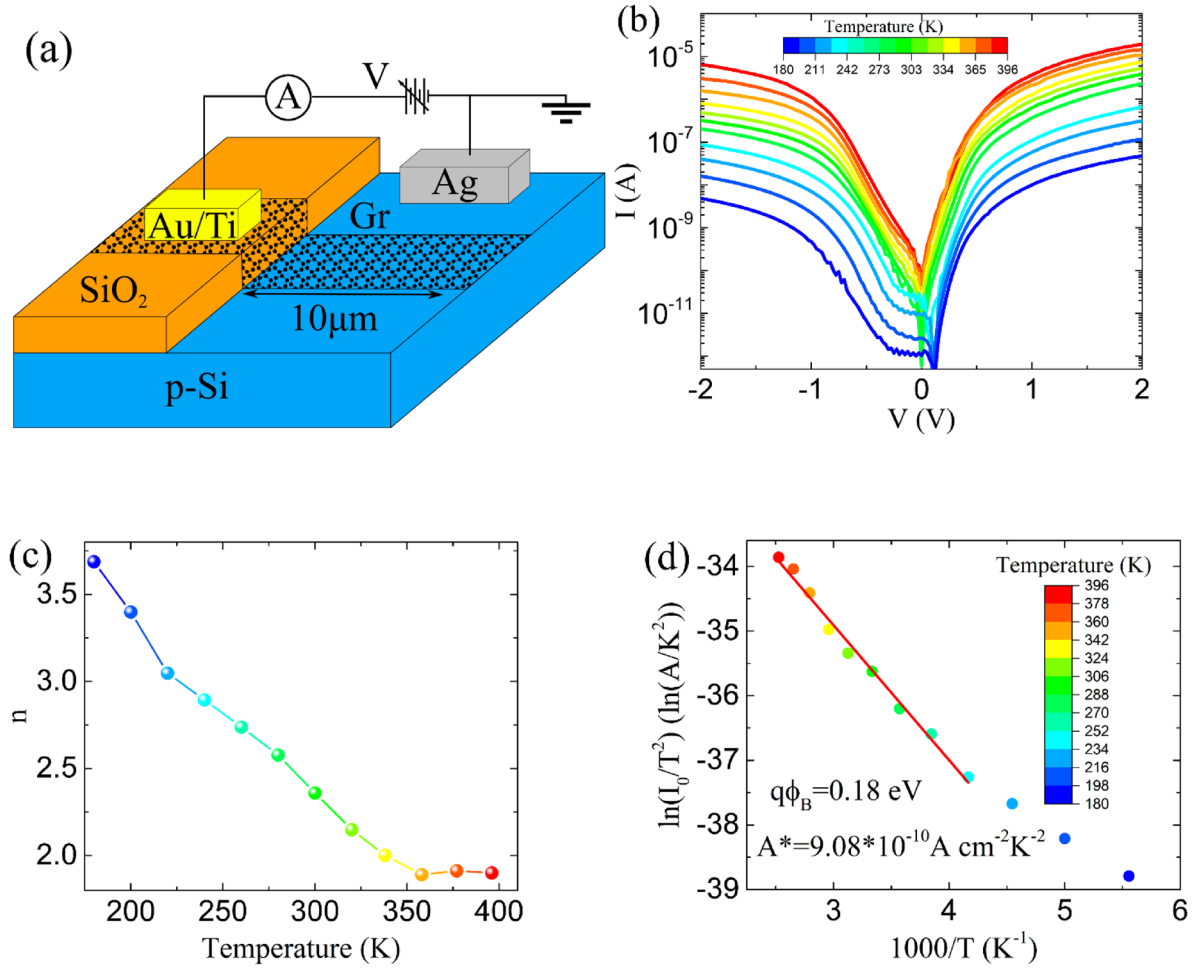 (a)
A
V
Au/Ti
Ag
Gr
SiO₂
10μm
p-Si
(b)
Temperature (K)
180 211 242 273 303 334 365 396
10⁻⁵
10⁻⁷
10⁻⁹
10⁻¹¹
I (A)
-2 -1 0 1 2
V (V)
(c)
3.5
3.0
2.5
2.0
n
200 250 300 350 400
Temperature (K)
(d)
-34
-35
-36
-37
-38
-39
ln(I₀/T²) (ln(A/K²))
Temperature (K)
396
378
360
342
324
306
288
270
252
234
216
198
180
qϕ_B=0.18 eV
A*=9.08*10⁻¹⁰A cm⁻²K⁻²
3 4 5 6
1000/T (K⁻¹)